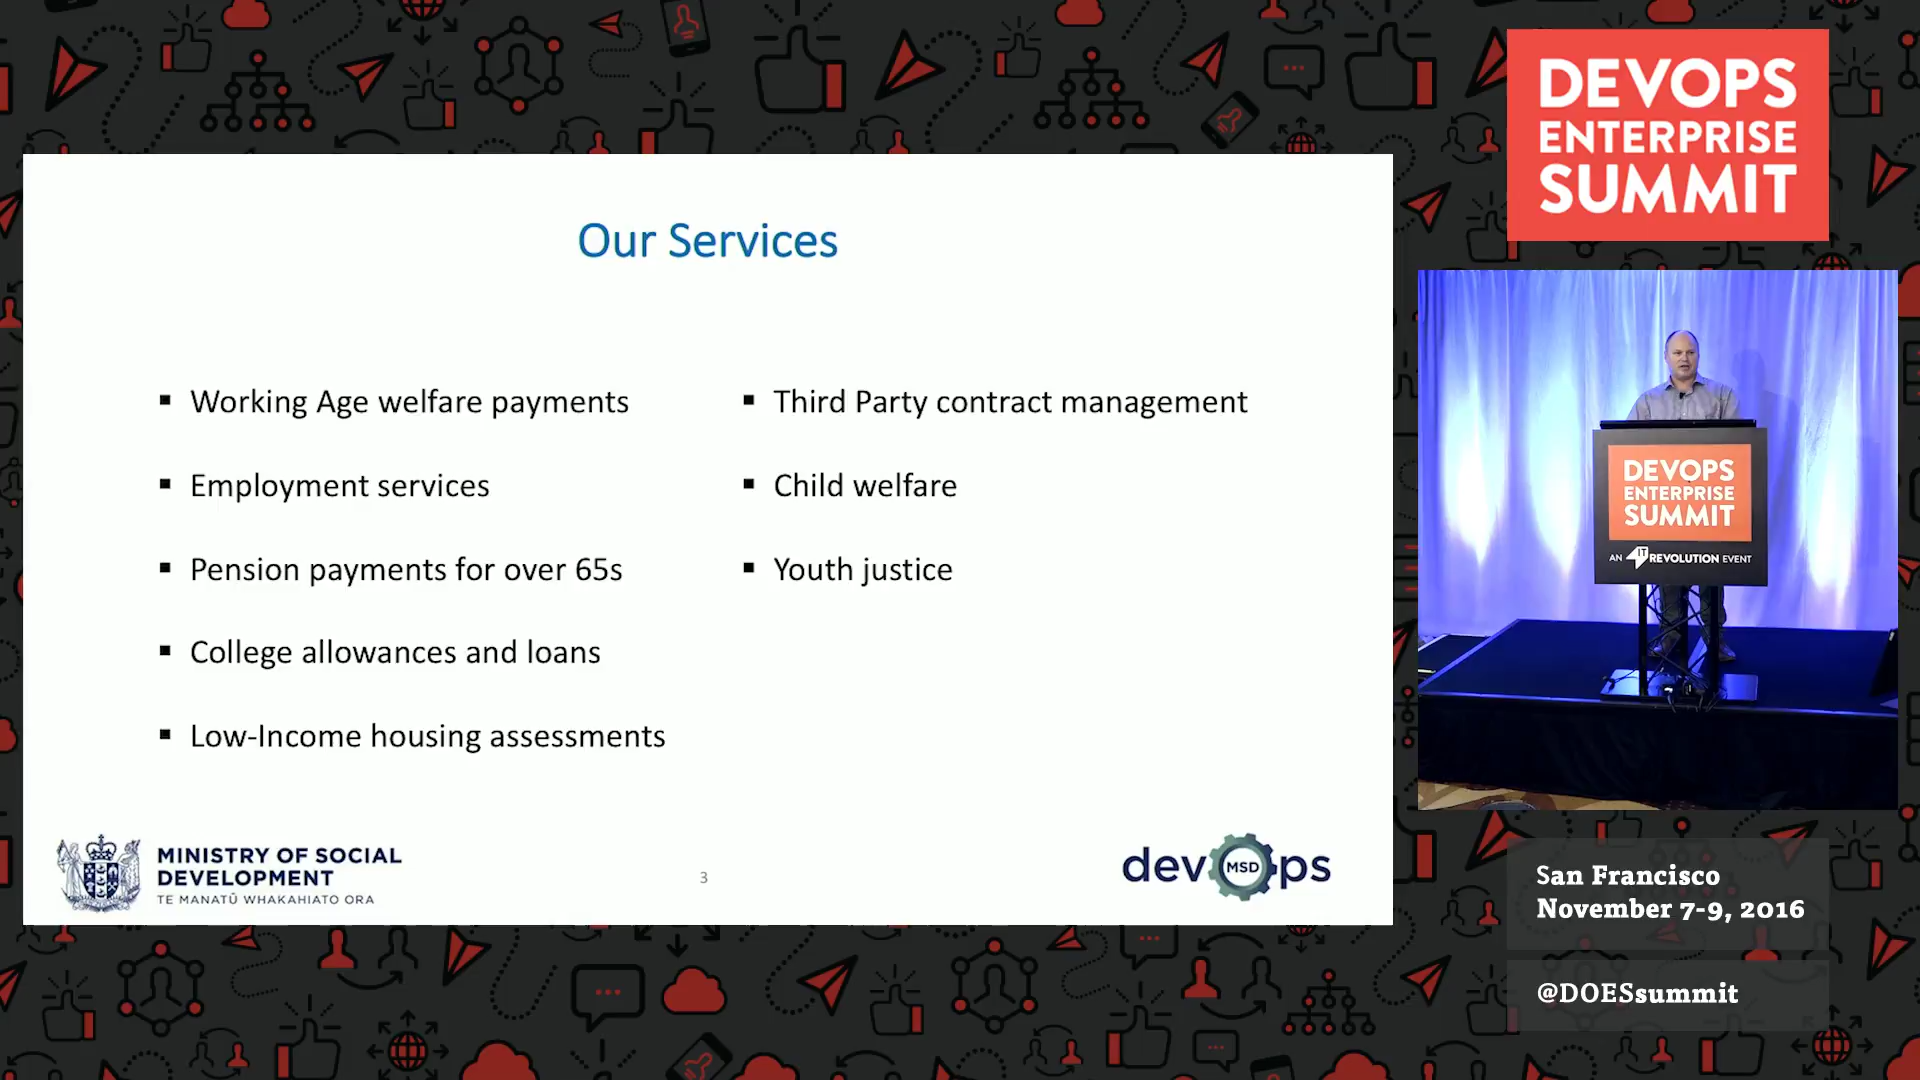 DEVOPS
ENTERPRISE
SUMMIT
Our Services
▪ Working Age welfare payments
▪ Employment services
▪ Pension payments for over 65s
▪ College allowances and loans
▪ Low-Income housing assessments
▪ Third Party contract management
▪ Child welfare
▪ Youth justice
MINISTRY OF SOCIAL
DEVELOPMENT
TE MANATŪ WHAKAHIATO ORA
3
devops
MSD
DEVOPS
ENTERPRISE
SUMMIT
AN IT REVOLUTION EVENT
San Francisco
November 7-9, 2016
@DOESsummit